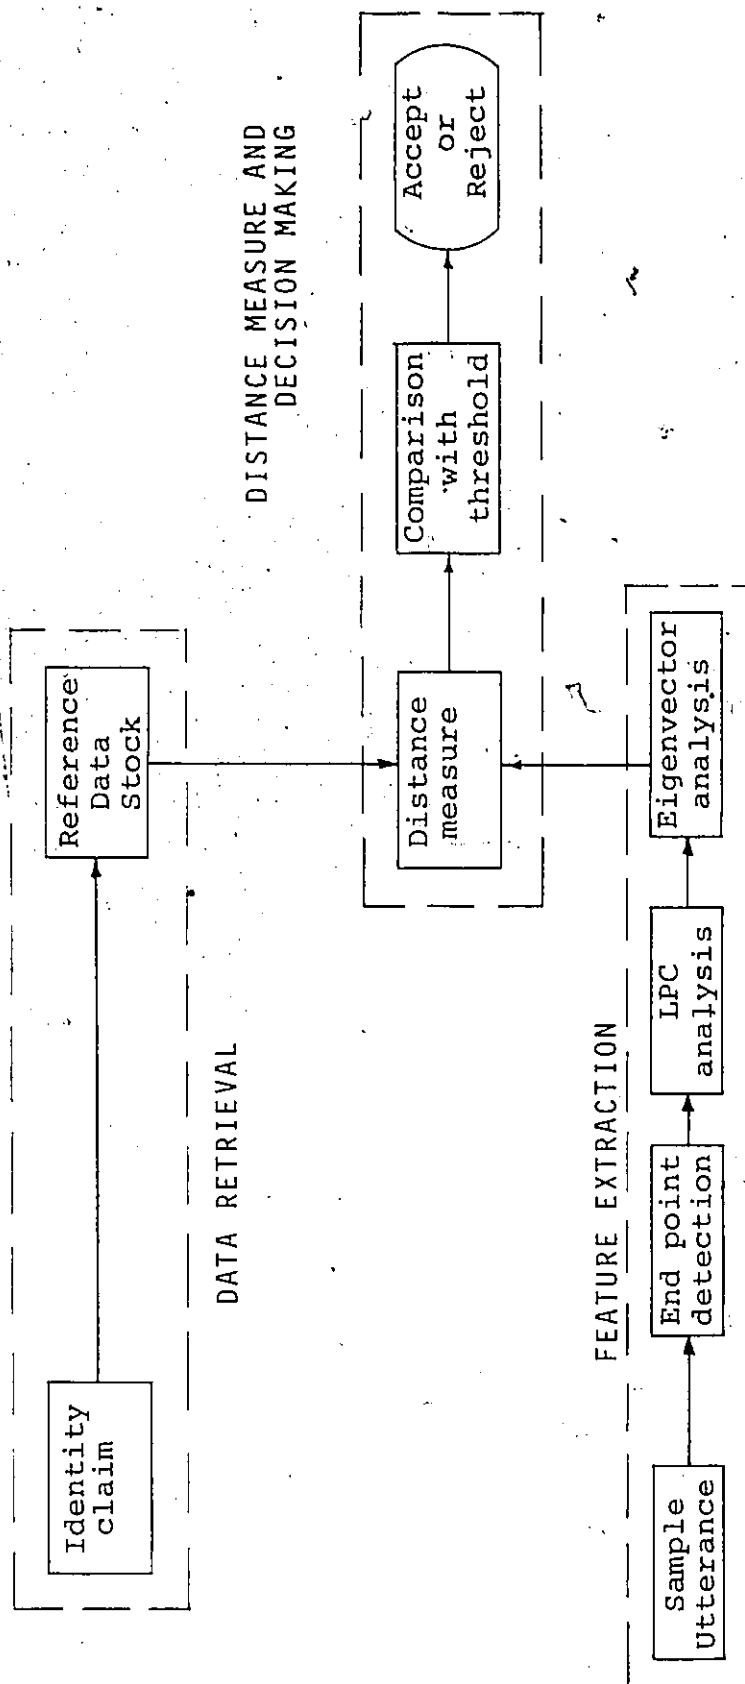 Identity
claim
Reference
Data
Stock
DATA RETRIEVAL
DISTANCE MEASURE AND
DECISION MAKING
Distance
measure
Comparison
with
threshold
Accept
or
Reject
FEATURE EXTRACTION
Sample
Utterance
End point
detection
LPC
analysis
Eigenvector
analysis